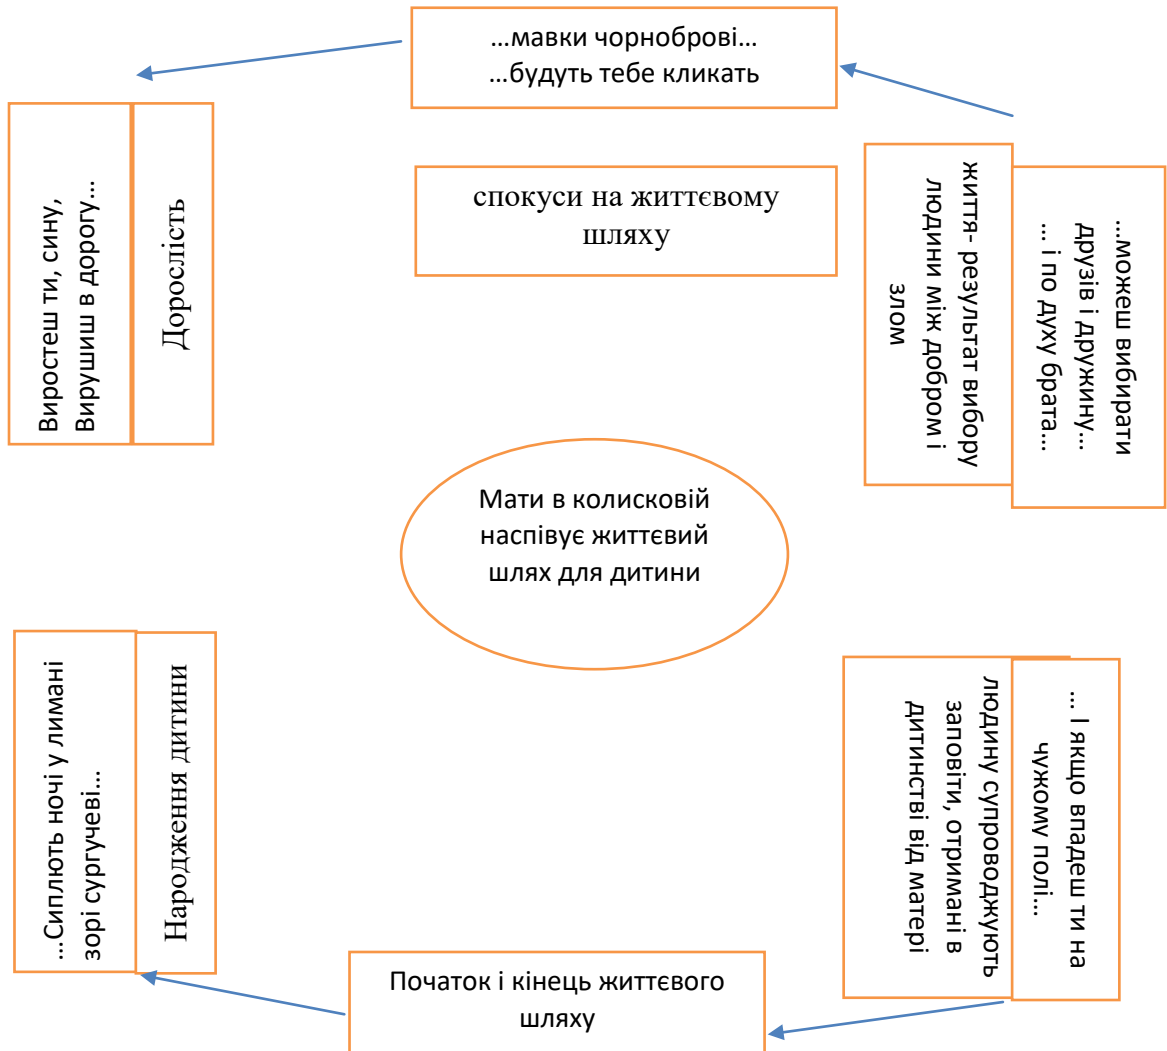 …мавки чорноброві…
…будуть тебе кликать
Виростеш ти, сину,
Вирушиш в дорогу…
Дорослість
спокуси на життєвому
шляху
життя- результат вибору
людини між добром і
злом
…можеш вибирати
друзів і дружину…
… і по духу брата…
Мати в колисковій
наспівує життєвий
шлях для дитини
…Сиплють ночі у лимані
зорі сургучеві…
Народження дитини
людину супроводжують
заповіти, отримані в
дитинстві від матері
… І якщо впадеш ти на
чужому полі…
Початок і кінець життєвого
шляху